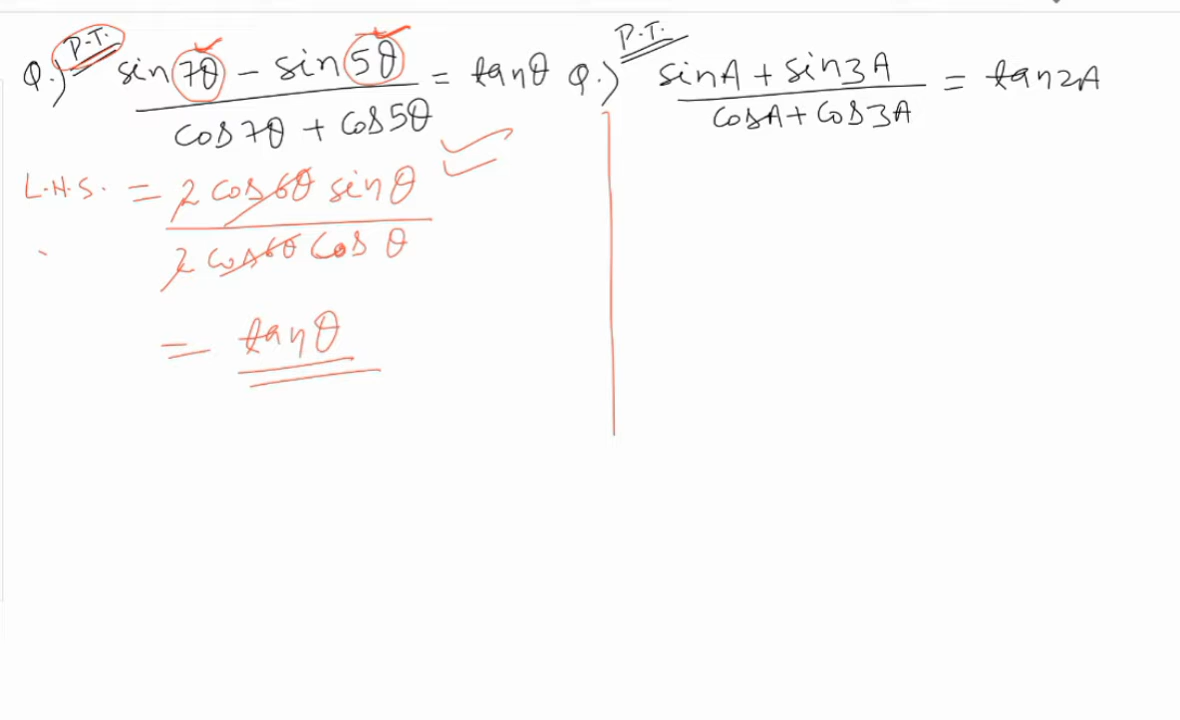 Q.) P.T. sin7θ - sin5θ / cos7θ + cos5θ = tanθ
L.H.S. = 2 cos6θ sinθ / 2 cos6θ cosθ
= tanθ
Q.) P.T. sinA + sin3A / cosA + cos3A = tan2A